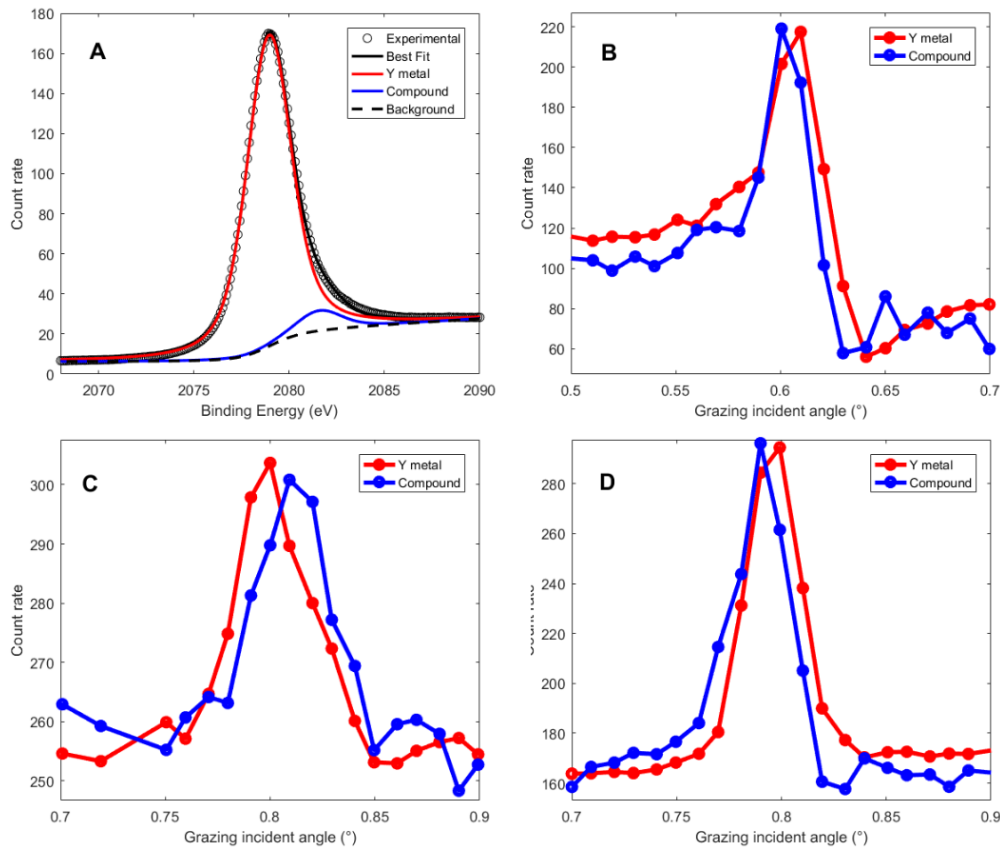 A
180
160
140
120
100
80
60
40
20
0
Count rate
2070
2075
2080
2085
2090
Binding Energy (eV)
Experimental
Best Fit
Y metal
Compound
Background
B
220
200
180
160
140
120
100
80
60
Count rate
0.5
0.55
0.6
0.65
0.7
Grazing incident angle (°)
Y metal
Compound
C
300
290
280
270
260
250
Count rate
0.7
0.75
0.8
0.85
0.9
Grazing incident angle (°)
Y metal
Compound
D
280
260
240
220
200
180
160
0.7
0.75
0.8
0.85
0.9
Grazing incident angle (°)
Y metal
Compound